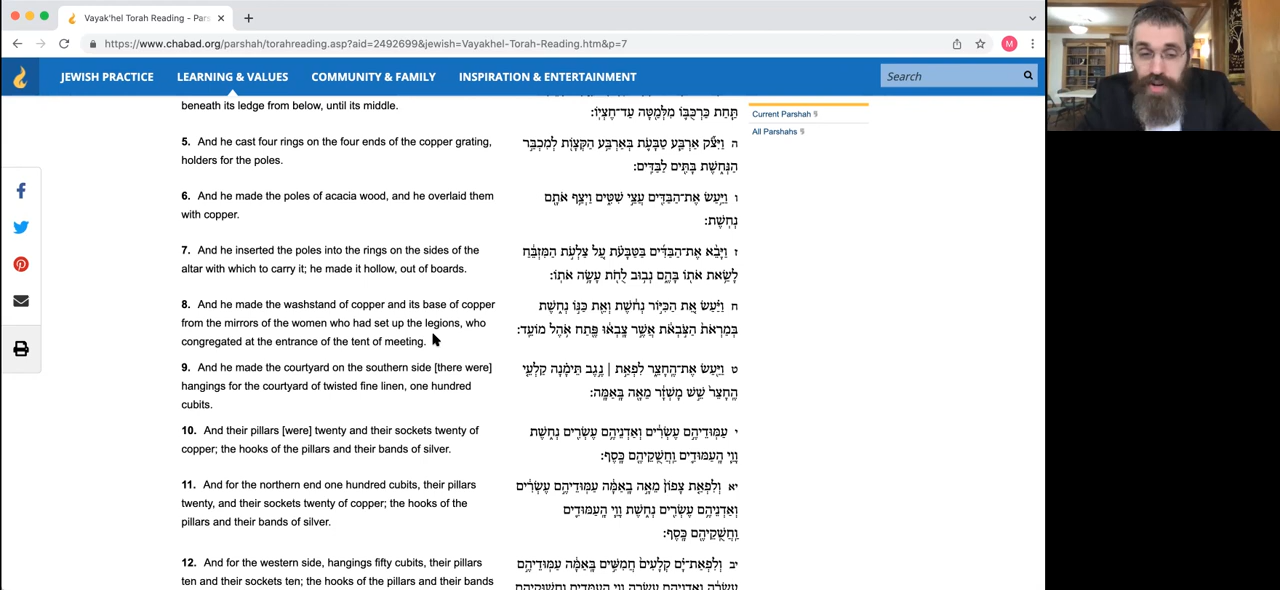 Vayak'hel Torah Reading - Pars
https://www.chabad.org/parshah/torahreading.asp?aid=2492699&jewish=Vayakhel-Torah-Reading.htm&p=7
M
JEWISH PRACTICE
LEARNING & VALUES
COMMUNITY & FAMILY
INSPIRATION & ENTERTAINMENT
Search
beneath its ledge from below, until its middle.
תַּ֧חַת כַּרְכֻּבּ֛וֹ מִלְּמַ֖טָּה עַד־חֶצְיֽוֹ:
Current Parshah
All Parshahs
5. And he cast four rings on the four ends of the copper grating,
holders for the poles.
ה וַיִּצֹ֞ק אַרְבַּ֧ע טַבָּעֹ֛ת בְּאַרְבַּ֥ע הַקְּצָוֹ֖ת לְמִכְבַּ֣ר
הַנְּח֑שֶׁת בָּתִּ֖ים לַבַּדִּֽים:
6. And he made the poles of acacia wood, and he overlaid them
with copper.
ו וַיַּ֥עַשׂ אֶת־הַבַּדִּ֖ים עֲצֵ֣י שִׁטִּ֑ים וַיְצַ֥ף אֹתָ֖ם
נְחֽשֶׁת:
7. And he inserted the poles into the rings on the sides of the
altar with which to carry it; he made it hollow, out of boards.
ז וַיָּבֵ֨א אֶת־הַבַּדִּ֜ים בַּטַּבָּעֹ֗ת עַ֚ל צַלְעֹ֣ת הַמִּזְבֵּ֔חַ
לָשֵׂ֥את אֹת֖וֹ בָּהֶ֑ם נְב֥וּב לֻחֹ֖ת עָשָׂ֥ה אֹתֽוֹ:
8. And he made the washstand of copper and its base of copper
from the mirrors of the women who had set up the legions, who
congregated at the entrance of the tent of meeting.
ח וַיַּ֗עַשׂ אֵ֚ת הַכִּיּ֣וֹר נְח֔שֶׁת וְאֵ֖ת כַּנּ֣וֹ נְח֑שֶׁת
בְּמַרְאֹת֙ הַצֹּ֣בְאֹ֔ת אֲשֶׁ֣ר צָֽבְא֔וּ פֶּ֖תַח אֹ֥הֶל מוֹעֵֽד:
9. And he made the courtyard on the southern side [there were]
hangings for the courtyard of twisted fine linen, one hundred
cubits.
ט וַיַּ֖עַשׂ אֶת־הֶֽחָצֵ֑ר לִפְאַ֣ת | נֶ֣גֶב תֵּימָ֗נָה קַלְעֵ֤י
הֶֽחָצֵר֙ שֵׁ֣שׁ מָשְׁזָ֔ר מֵאָ֖ה בָּֽאַמָּֽה:
10. And their pillars [were] twenty and their sockets twenty of
copper; the hooks of the pillars and their bands of silver.
י עַמּֽוּדֵיהֶ֣ם עֶשְׂרִ֔ים וְאַדְנֵיהֶ֥ם עֶשְׂרִ֖ים נְח֑שֶׁת
וָוֵ֧י הָֽעַמּוּדִ֛ים וַֽחֲשֻׁקֵיהֶ֖ם כָּֽסֶף:
11. And for the northern end one hundred cubits, their pillars
twenty, and their sockets twenty of copper; the hooks of the
pillars and their bands of silver.
יא וְלִפְאַ֤ת צָפוֹן֙ מֵאָ֣ה בָֽאַמָּ֔ה עַמּֽוּדֵיהֶ֣ם עֶשְׂרִ֔ים
וְאַדְנֵיהֶ֥ם עֶשְׂרִ֖ים נְח֑שֶׁת וָוֵ֧י הָֽעַמּוּדִ֛ים
וַֽחֲשֻׁקֵיהֶ֖ם כָּֽסֶף:
12. And for the western side, hangings fifty cubits, their pillars
ten and their sockets ten; the hooks of the pillars and their bands
יב וְלִפְאַת־יָ֗ם קְלָעִים֙ חֲמִשִּׁ֣ים בָּֽאַמָּ֔ה עַמּֽוּדֵיהֶ֣ם